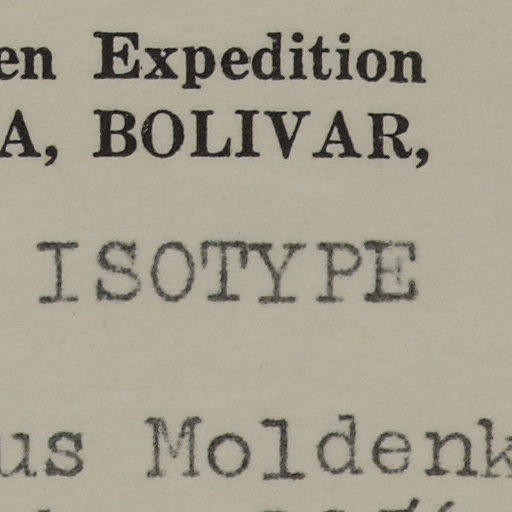 en Expedition
A, BOLIVAR,
ISOTYPE
us Moldenk